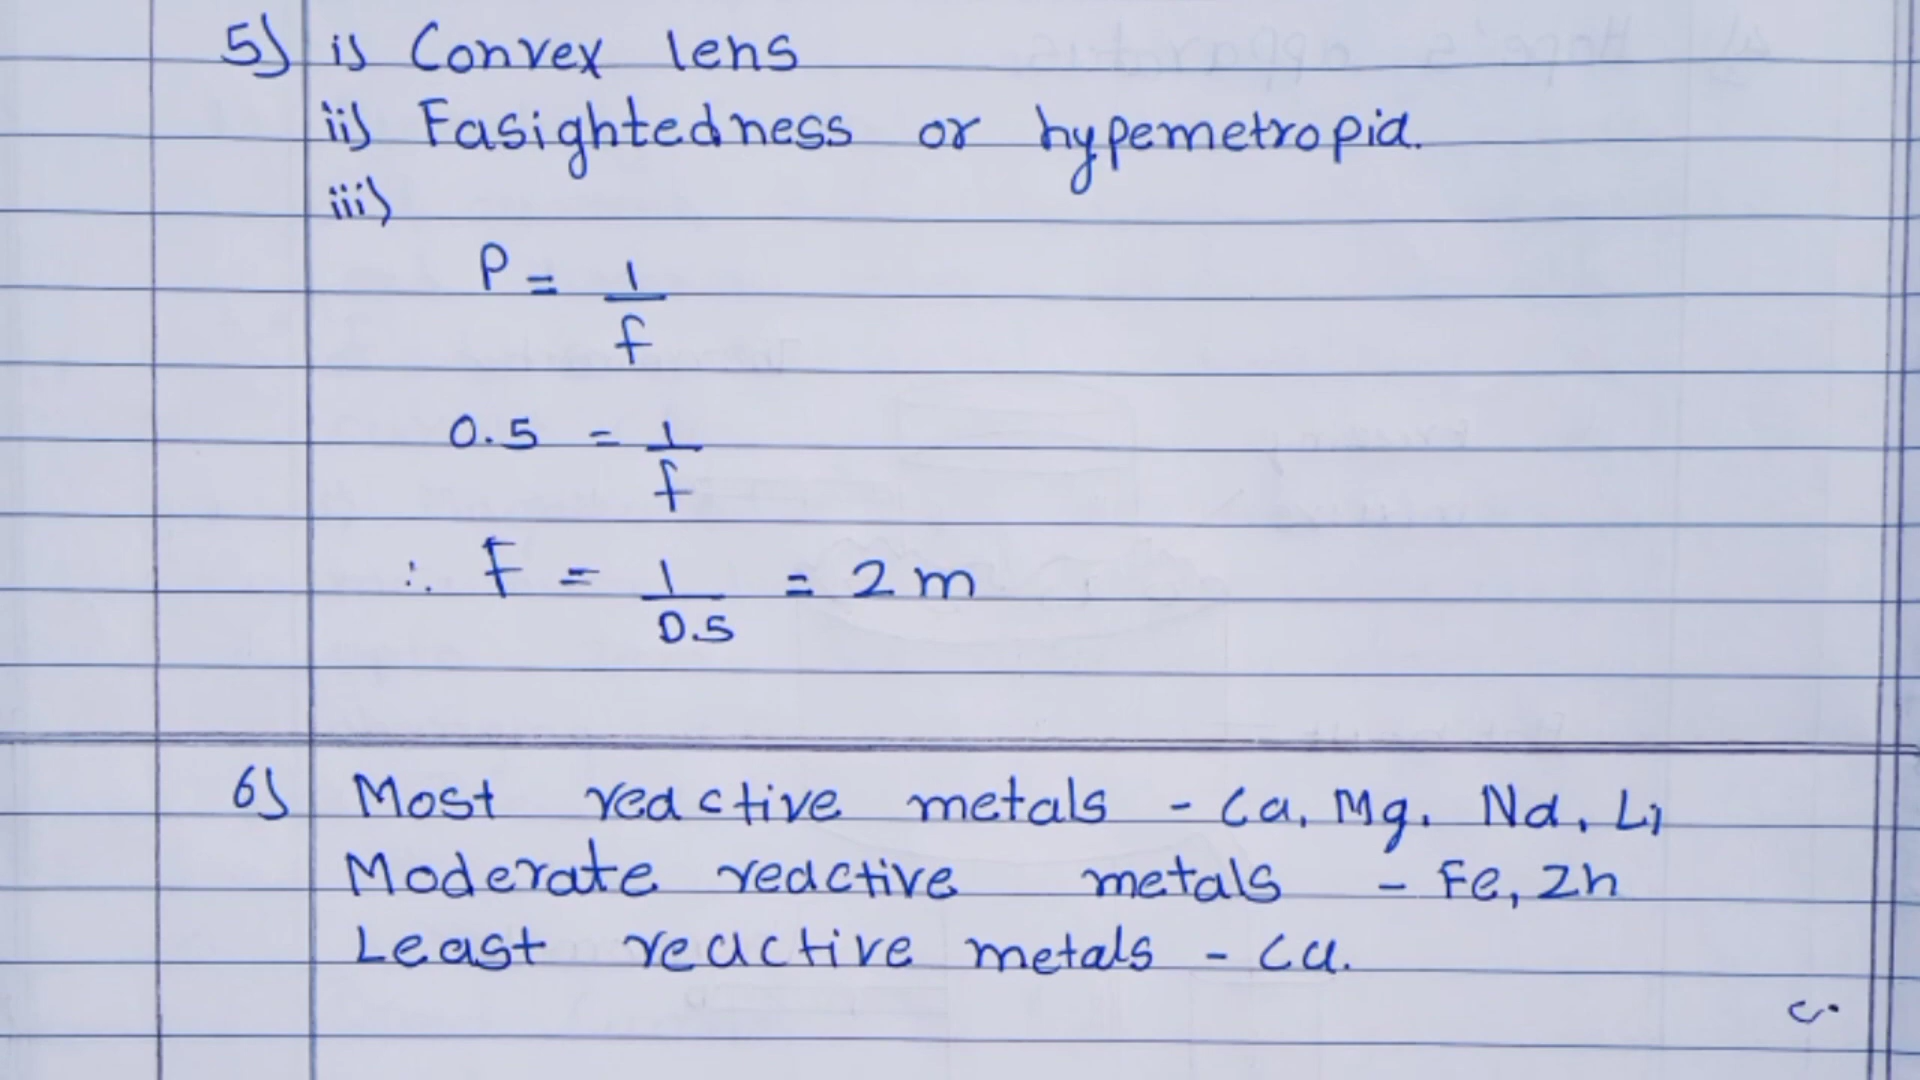 5) i) Convex lens
ii) Fasightedness or hypemetropia.
iii)
P = 1/f
0.5 = 1/f
∴ F = 1/0.5 = 2 m
6) Most reactive metals - Ca, Mg, Na, Li
Moderate reactive metals - Fe, Zn
Least reactive metals - Cu.